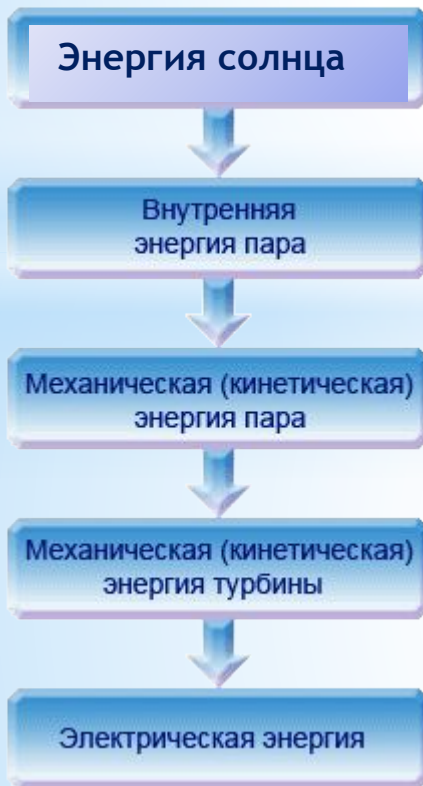 Энергия солнца
Внутренняя
энергия пара
Механическая (кинетическая)
энергия пара
Механическая (кинетическая)
энергия турбины
Электрическая энергия